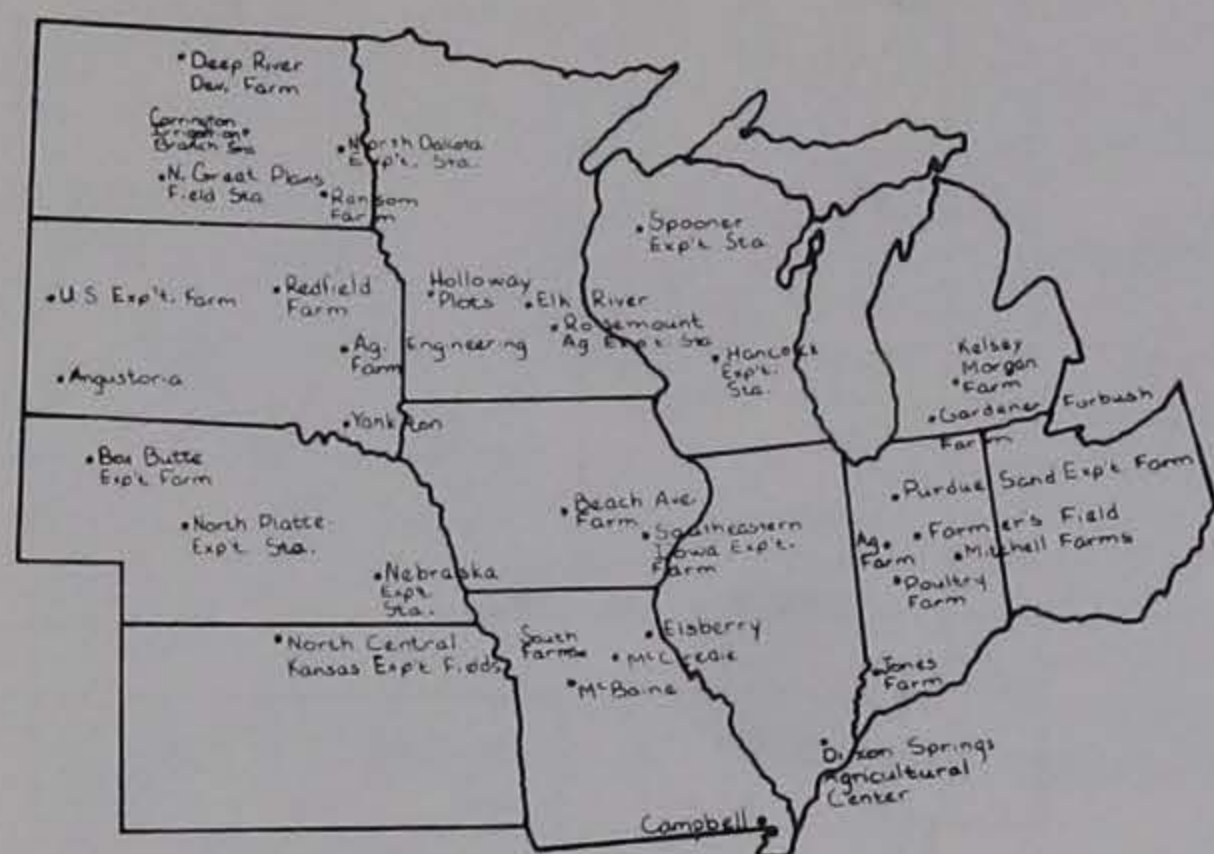 Deep River
Dev. Farm
Carrington
Irrigation
Branch Sta
North Dakota
Exp't. Sta.
N. Great Plans
Field Sta
Ransom
Farm
Spooner
Exp't Sta
U S Exp't. Farm
Redfield
Farm
Holloway
Plots
Elk River
Rosemount
Ag Exp't Sta
Ag. Engineering
Farm
Hancock
Exp't.
Sta.
Kelsey
Morgan
Farm
Angustoria
Gardener Furbush
Farm
Yankton
Box Butte
Exp't Farm
Purdue Sand Exp't Farm
Beach Ave.
Farm
North Platte
Exp't. Sta.
Southeastern
Iowa Exp't.
Farm
Ag.
Farm
Farmer's Field
Mitchell Farms
Nebraska
Exp't
Sta.
Poultry
Farm
North Central
Kansas Exp't Fields
South
Farms
Elsberry
McCredie
McBaine
Jones
Farm
Dixon Springs
Agricultural
Center
Campbell